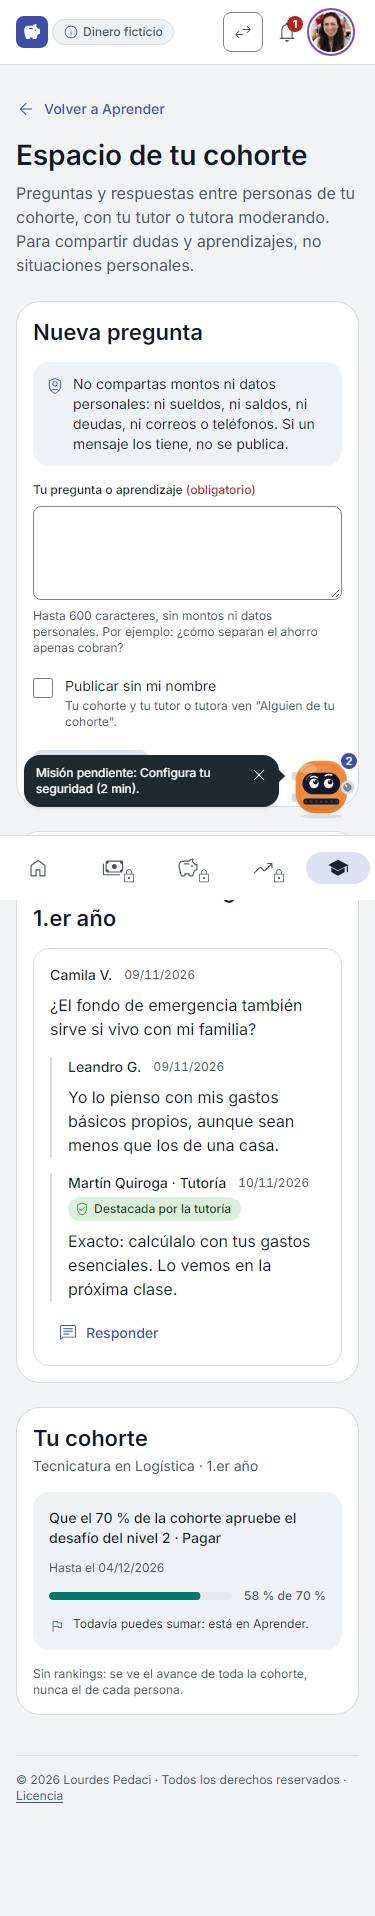 Dinero ficticio
1
Volver a Aprender
Espacio de tu cohorte
Preguntas y respuestas entre personas de tu
cohorte, con tu tutor o tutora moderando.
Para compartir dudas y aprendizajes, no
situaciones personales.
Nueva pregunta
No compartas montos ni datos
personales: ni sueldos, ni saldos, ni
deudas, ni correos o teléfonos. Si un
mensaje los tiene, no se publica.
Tu pregunta o aprendizaje (obligatorio)
Hasta 600 caracteres, sin montos ni datos
personales. Por ejemplo: ¿cómo separan el ahorro
apenas cobran?
Publicar sin mi nombre
Tu cohorte y tu tutor o tutora ven "Alguien de tu
cohorte".
Misión pendiente: Configura tu
seguridad (2 min).
2
1.er año
Camila V. 09/11/2026
¿El fondo de emergencia también
sirve si vivo con mi familia?
Leandro G. 09/11/2026
Yo lo pienso con mis gastos
básicos propios, aunque sean
menos que los de una casa.
Martín Quiroga · Tutoría 10/11/2026
Destacada por la tutoría
Exacto: calcúlalo con tus gastos
esenciales. Lo vemos en la
próxima clase.
Responder
Tu cohorte
Tecnicatura en Logística · 1.er año
Que el 70 % de la cohorte apruebe el
desafío del nivel 2 · Pagar
Hasta el 04/12/2026
58 % de 70 %
Todavía puedes sumar: está en Aprender.
Sin rankings: se ve el avance de toda la cohorte,
nunca el de cada persona.
© 2026 Lourdes Pedaci · Todos los derechos reservados ·
Licencia